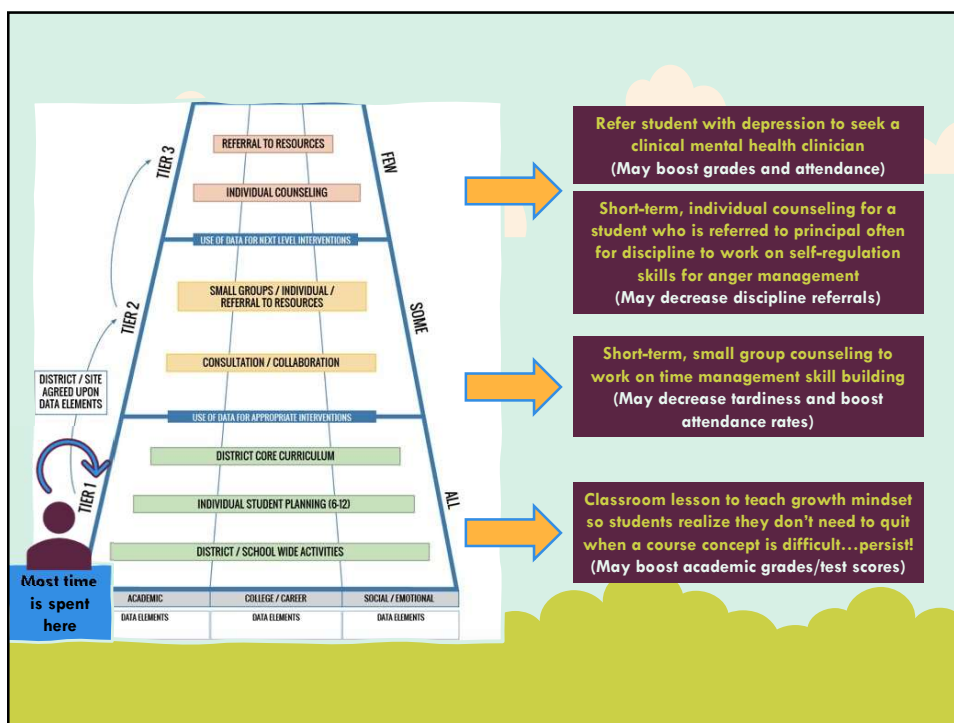 REFERRAL TO RESOURCES
INDIVIDUAL COUNSELING
TIER 3
FEW
USE OF DATA FOR NEXT LEVEL INTERVENTIONS
SMALL GROUPS / INDIVIDUAL /
REFERRAL TO RESOURCES
CONSULTATION / COLLABORATION
TIER 2
SOME
DISTRICT / SITE
AGREED UPON
DATA ELEMENTS
USE OF DATA FOR APPROPRIATE INTERVENTIONS
DISTRICT CORE CURRICULUM
INDIVIDUAL STUDENT PLANNING (6-12)
DISTRICT / SCHOOL WIDE ACTIVITIES
TIER 1
ALL
Most time
is spent
here
ACADEMIC
COLLEGE / CAREER
SOCIAL / EMOTIONAL
DATA ELEMENTS
DATA ELEMENTS
DATA ELEMENTS
Refer student with depression to seek a
clinical mental health clinician
(May boost grades and attendance)
Short-term, individual counseling for a
student who is referred to principal often
for discipline to work on self-regulation
skills for anger management
(May decrease discipline referrals)
Short-term, small group counseling to
work on time management skill building
(May decrease tardiness and boost
attendance rates)
Classroom lesson to teach growth mindset
so students realize they don't need to quit
when a course concept is difficult…persist!
(May boost academic grades/test scores)